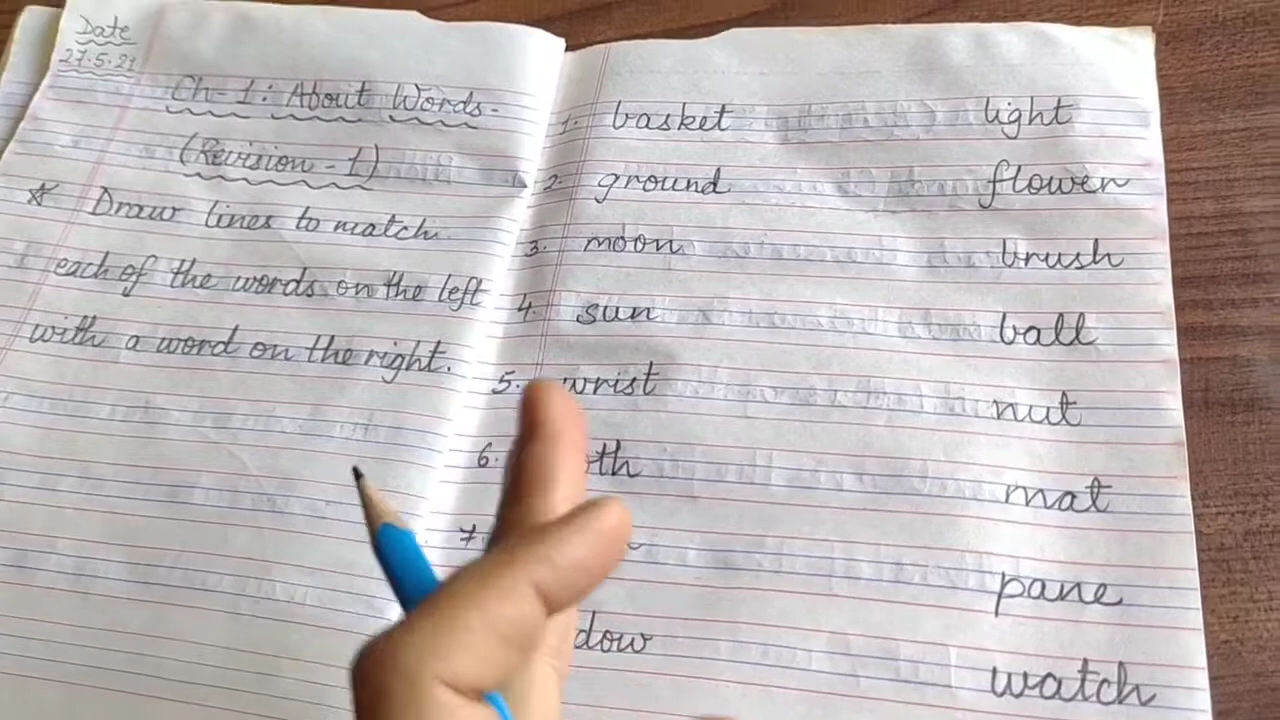 Date
27.5.21
Ch-1: About Words-
(Revision-1)
☆ Draw lines to match
each of the words on the left
with a word on the right.
1. basket light
2. ground flower
3. moon brush
4. sun ball
5. wrist nut
6. mat
7. pane
watch